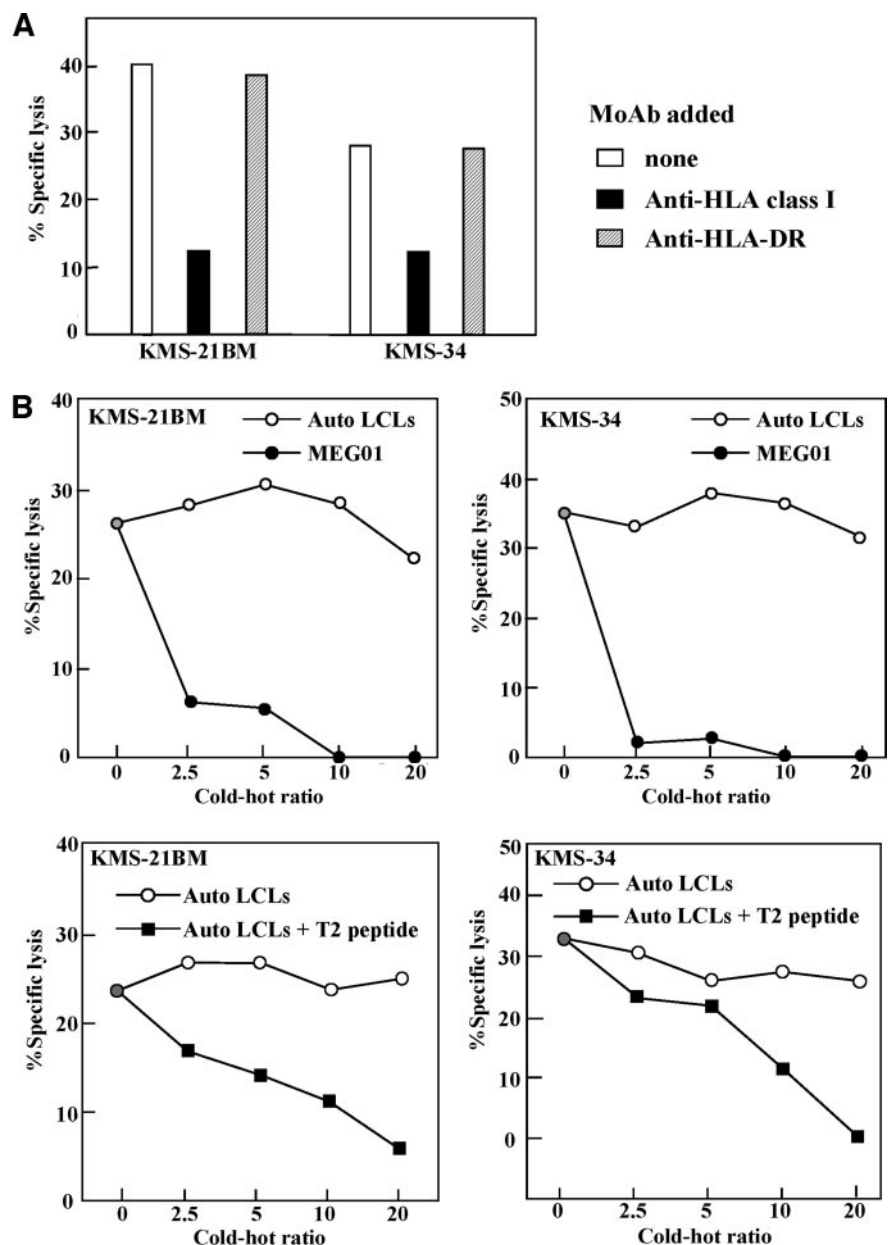 A
% Specific lysis
40
30
20
10
0
KMS-21BM
KMS-34
MoAb added
none
Anti-HLA class I
Anti-HLA-DR
B
KMS-21BM
Auto LCLs
MEG01
%Specific lysis
40
30
20
10
0
0 2.5 5 10 20
Cold-hot ratio
KMS-34
Auto LCLs
MEG01
%Specific lysis
50
40
30
20
10
0
0 2.5 5 10 20
Cold-hot ratio
KMS-21BM
Auto LCLs
Auto LCLs + T2 peptide
%Specific lysis
40
30
20
10
0
0 2.5 5 10 20
Cold-hot ratio
KMS-34
Auto LCLs
Auto LCLs + T2 peptide
%Specific lysis
50
40
30
20
10
0
0 2.5 5 10 20
Cold-hot ratio